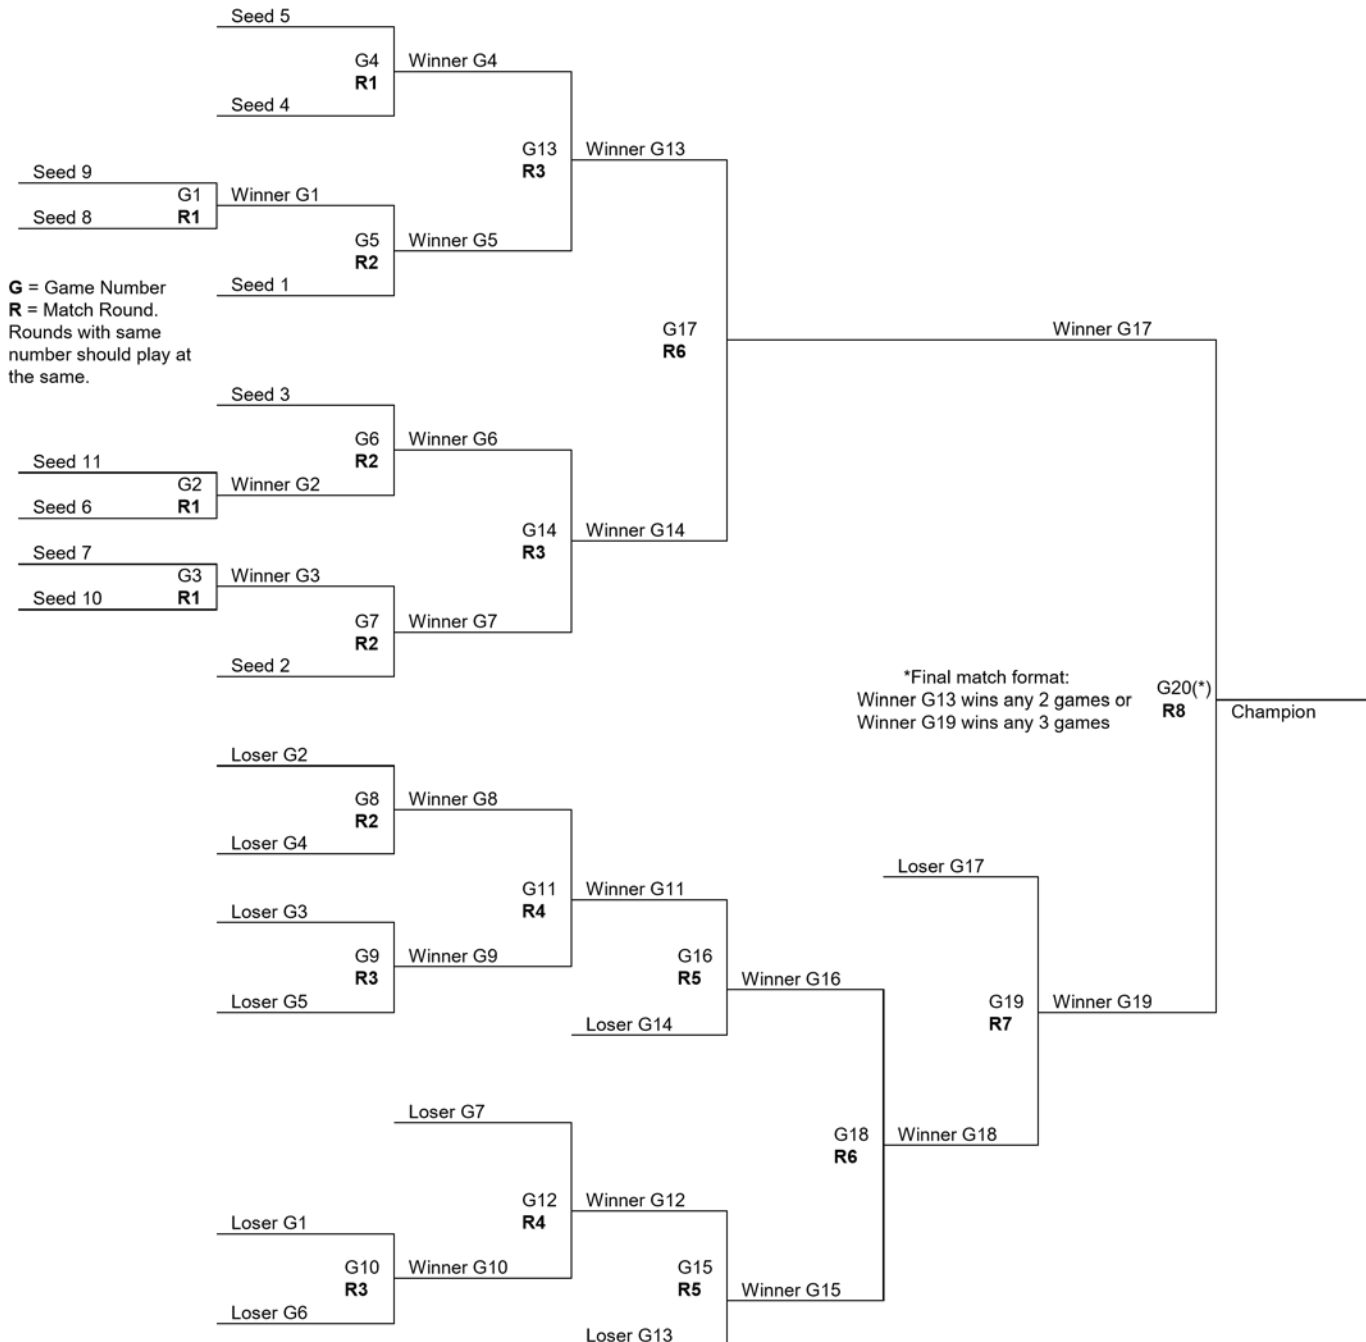 Seed 5
G4
R1
Winner G4
Seed 4
G13
R3
Winner G13
Seed 9
G1
R1
Winner G1
Seed 8
G5
R2
Winner G5
Seed 1
G = Game Number
R = Match Round.
Rounds with same
number should play at
the same.
G17
R6
Winner G17
Seed 3
G6
R2
Winner G6
Seed 11
G2
R1
Winner G2
Seed 6
G14
R3
Winner G14
Seed 7
G3
R1
Winner G3
Seed 10
G7
R2
Winner G7
Seed 2
*Final match format:
Winner G13 wins any 2 games or
Winner G19 wins any 3 games
G20(*)
R8
Champion
Loser G2
G8
R2
Winner G8
Loser G4
G11
R4
Winner G11
Loser G17
Loser G3
G9
R3
Winner G9
Loser G5
G16
R5
Winner G16
Loser G14
G19
R7
Winner G19
Loser G7
G18
R6
Winner G18
G12
R4
Winner G12
Loser G1
G10
R3
Winner G10
Loser G6
G15
R5
Winner G15
Loser G13